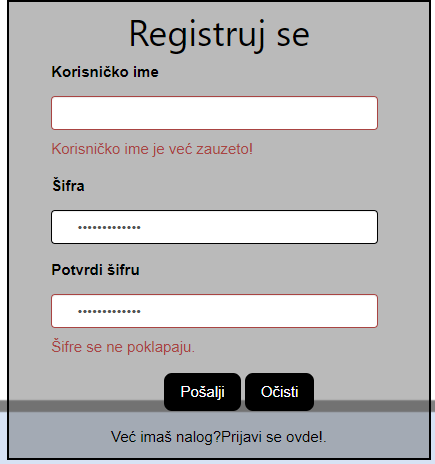 Registruj se
Korisničko ime
Korisničko ime je već zauzeto!
Šifra
•••••••••••••
Potvrdi šifru
•••••••••••••
Šifre se ne poklapaju.
Pošalji Očisti
Već imaš nalog?Prijavi se ovde!.